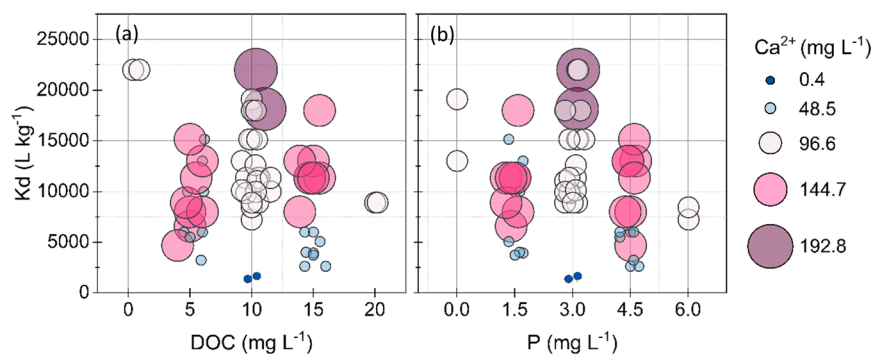 (a)
(b)
Ca²⁺ (mg L⁻¹)
0.4
48.5
96.6
144.7
192.8
Kd (L kg⁻¹)
25000
20000
15000
10000
5000
0
0 5 10 15 20
0.0 1.5 3.0 4.5 6.0
DOC (mg L⁻¹)
P (mg L⁻¹)